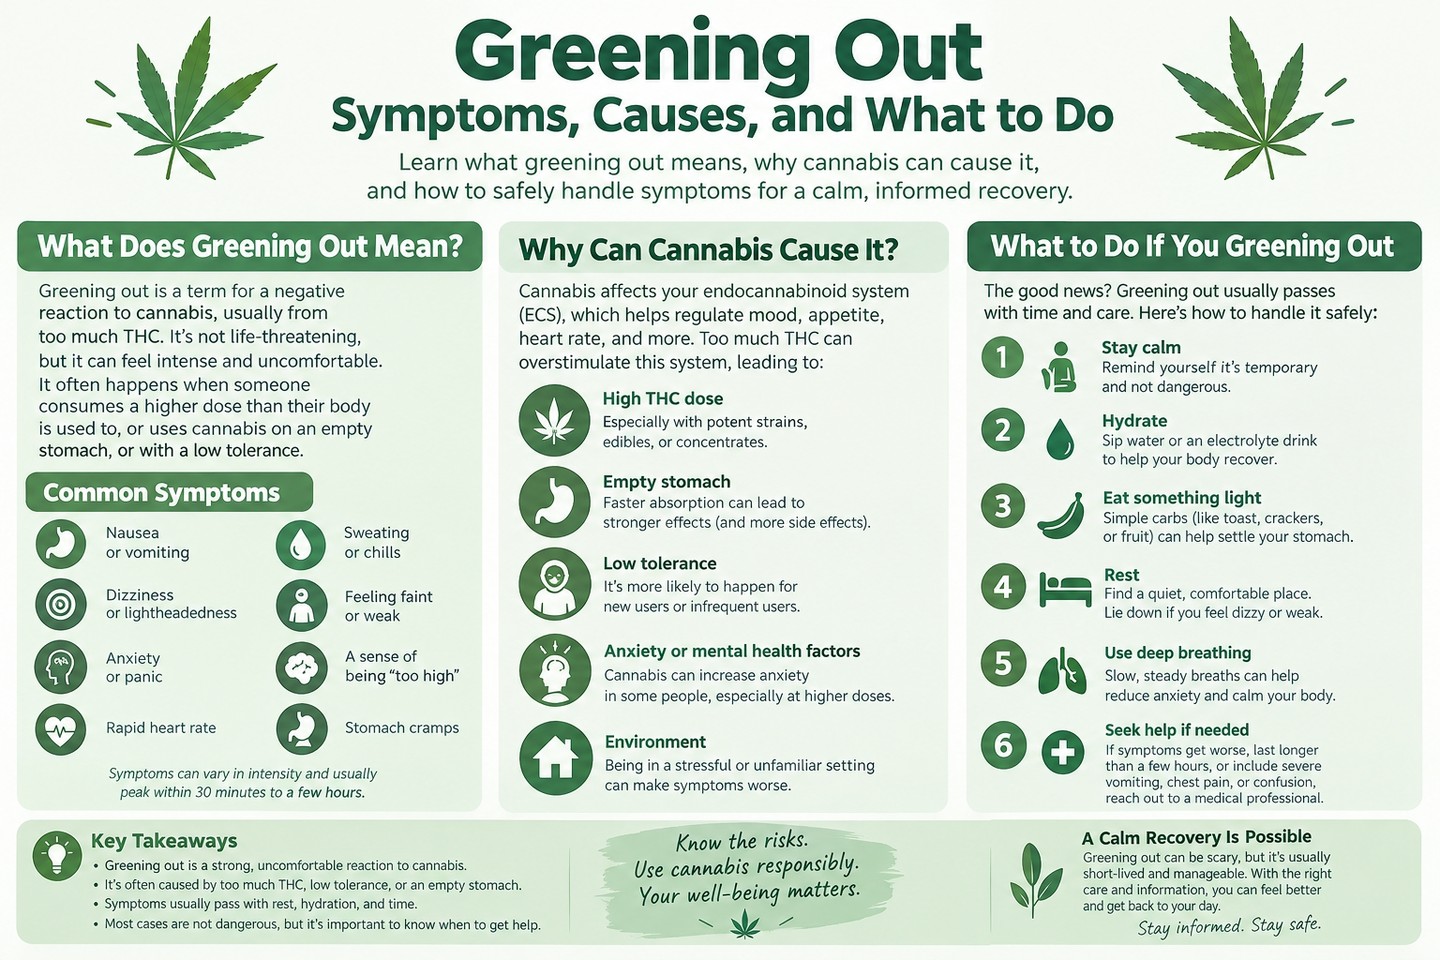 Greening Out
Symptoms, Causes, and What to Do
Learn what greening out means, why cannabis can cause it,
and how to safely handle symptoms for a calm, informed recovery.
What Does Greening Out Mean?
Greening out is a term for a negative
reaction to cannabis, usually from
too much THC. It's not life-threatening,
but it can feel intense and uncomfortable.
It often happens when someone
consumes a higher dose than their body
is used to, or uses cannabis on an empty
stomach, or with a low tolerance.
Common Symptoms
Nausea
or vomiting
Sweating
or chills
Dizziness
or lightheadedness
Feeling faint
or weak
Anxiety
or panic
A sense of
being "too high"
Rapid heart rate
Stomach cramps
Symptoms can vary in intensity and usually
peak within 30 minutes to a few hours.
Why Can Cannabis Cause It?
Cannabis affects your endocannabinoid system
(ECS), which helps regulate mood, appetite,
heart rate, and more. Too much THC can
overstimulate this system, leading to:
High THC dose
Especially with potent strains,
edibles, or concentrates.
Empty stomach
Faster absorption can lead to
stronger effects (and more side effects).
Low tolerance
It's more likely to happen for
new users or infrequent users.
Anxiety or mental health factors
Cannabis can increase anxiety
in some people, especially at higher doses.
Environment
Being in a stressful or unfamiliar setting
can make symptoms worse.
What to Do If You Greening Out
The good news? Greening out usually passes
with time and care. Here's how to handle it safely:
1
Stay calm
Remind yourself it's temporary
and not dangerous.
2
Hydrate
Sip water or an electrolyte drink
to help your body recover.
3
Eat something light
Simple carbs (like toast, crackers,
or fruit) can help settle your stomach.
4
Rest
Find a quiet, comfortable place.
Lie down if you feel dizzy or weak.
5
Use deep breathing
Slow, steady breaths can help
reduce anxiety and calm your body.
6
Seek help if needed
If symptoms get worse, last longer
than a few hours, or include severe
vomiting, chest pain, or confusion,
reach out to a medical professional.
Key Takeaways
• Greening out is a strong, uncomfortable reaction to cannabis.
• It's often caused by too much THC, low tolerance, or an empty stomach.
• Symptoms usually pass with rest, hydration, and time.
• Most cases are not dangerous, but it's important to know when to get help.
Know the risks.
Use cannabis responsibly.
Your well-being matters.
A Calm Recovery Is Possible
Greening out can be scary, but it's usually
short-lived and manageable. With the right
care and information, you can feel better
and get back to your day.
Stay informed. Stay safe.